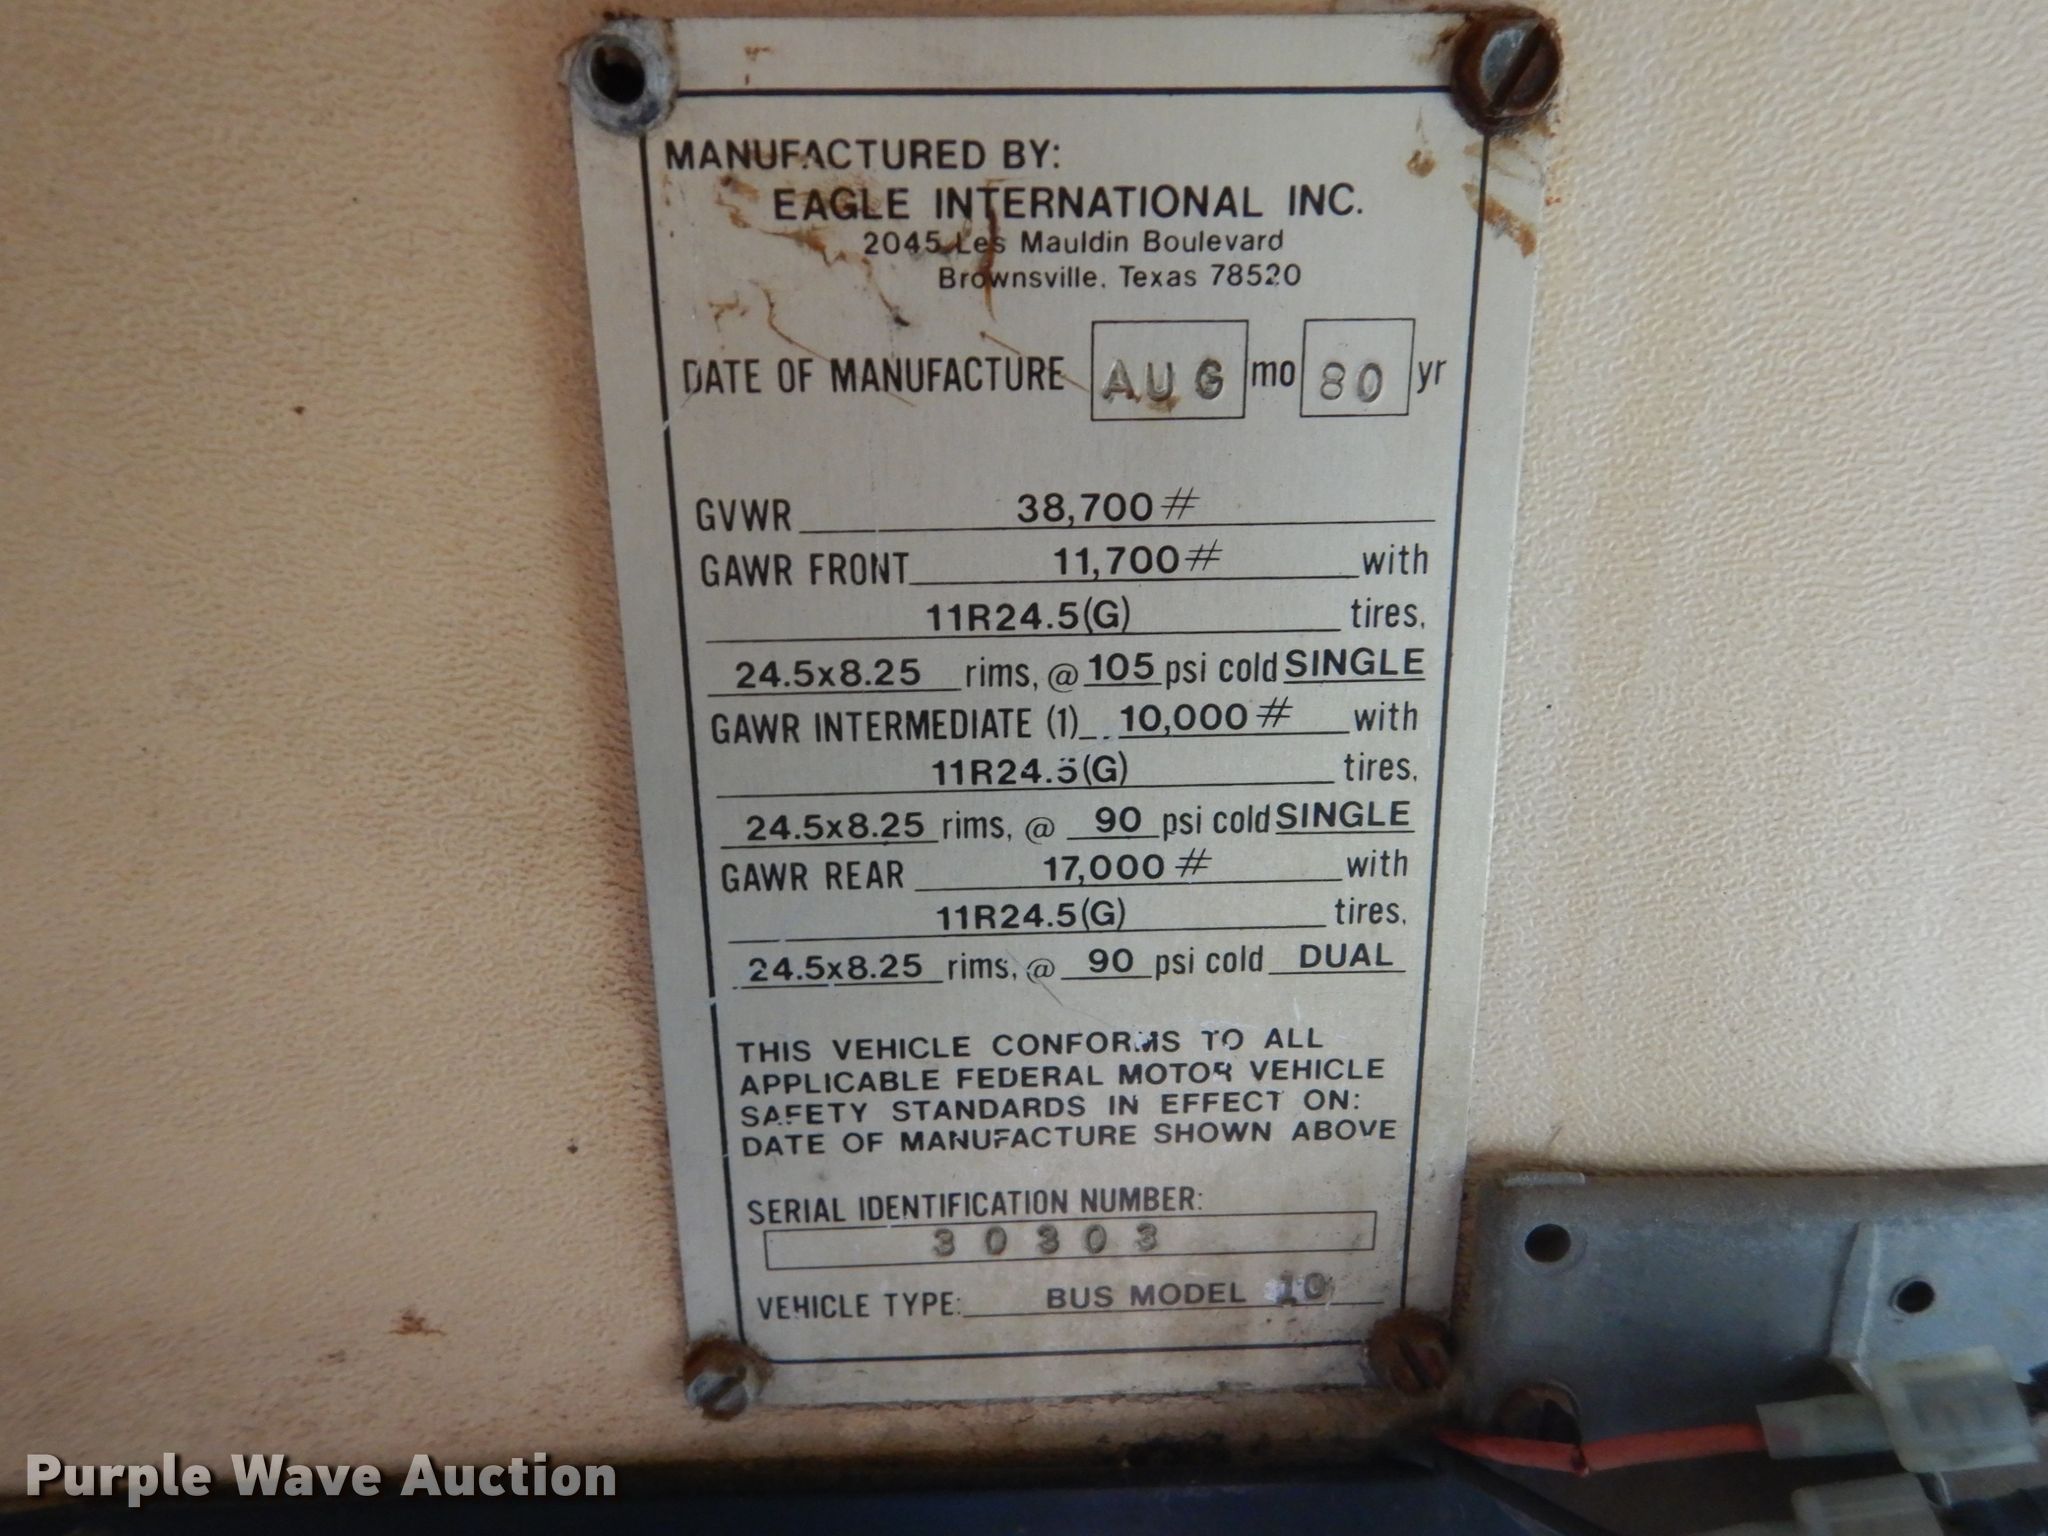 MANUFACTURED BY:
EAGLE INTERNATIONAL INC.
2045 Les Mauldin Boulevard
Brownsville, Texas 78520
DATE OF MANUFACTURE AUG mo 80 yr
GVWR 38,700#
GAWR FRONT 11,700# with
11R24.5(G) tires,
24.5x8.25 rims, @ 105 psi cold SINGLE
GAWR INTERMEDIATE (1) 10,000# with
11R24.5(G) tires,
24.5x8.25 rims, @ 90 psi cold SINGLE
GAWR REAR 17,000# with
11R24.5(G) tires,
24.5x8.25 rims, @ 90 psi cold DUAL
THIS VEHICLE CONFORMS TO ALL
APPLICABLE FEDERAL MOTOR VEHICLE
SAFETY STANDARDS IN EFFECT ON:
DATE OF MANUFACTURE SHOWN ABOVE
SERIAL IDENTIFICATION NUMBER:
30303
VEHICLE TYPE: BUS MODEL 10
Purple Wave Auction